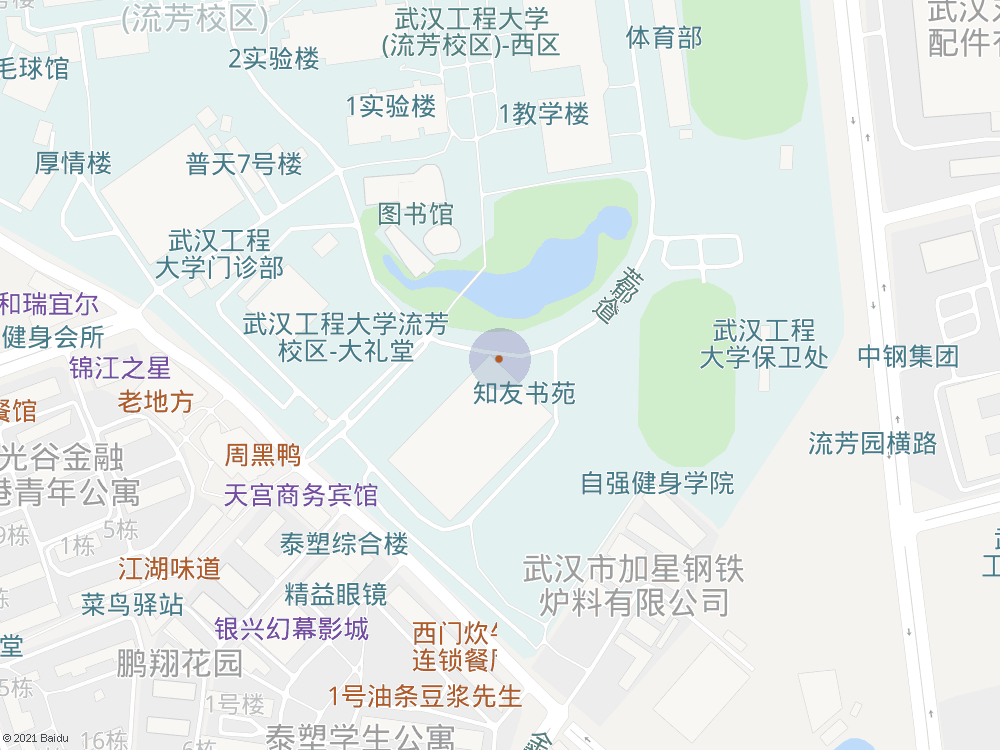 号楼
(流芳校区)
武汉工程大学
(流芳校区)-西区
体育部
配件有
毛球馆
2实验楼
1实验楼
1教学楼
厚情楼
普天7号楼
图书馆
武汉工程
大学门诊部
芳邮道
和瑞宜尔
健身会所
武汉工程大学流芳
校区-大礼堂
武汉工程
大学保卫处
中钢集团
锦江之星
知友书苑
餐馆
老地方
流芳园横路
光谷金融
港青年公寓
周黑鸭
天宫商务宾馆
自强健身学院
9栋
1栋
5栋
泰塑综合楼
江湖味道
武汉市加星钢铁
炉料有限公司
栋
菜鸟驿站
精益眼镜
银兴幻幕影城
堂
鹏翔花园
西门炊
连锁餐
5栋
1号楼
1号油条豆浆先生
16栋
泰塑学生公寓
金
© 2021 Baidu